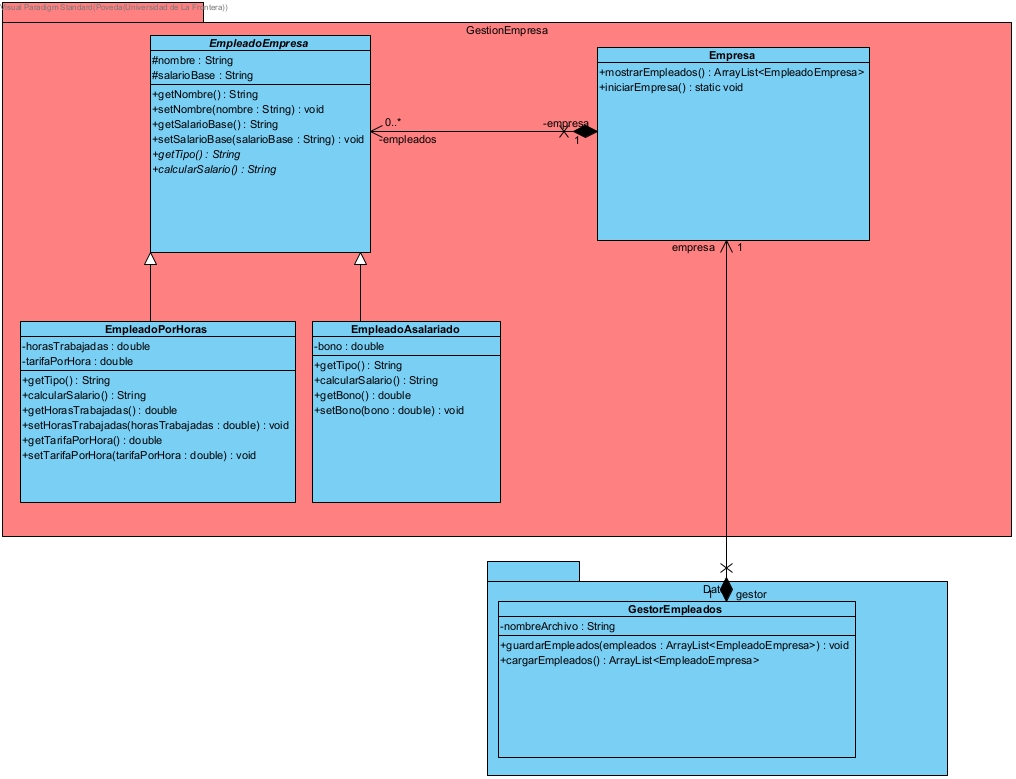 Visual Paradigm Standard(Poveda(Universidad de La Frontera))
GestionEmpresa
EmpleadoEmpresa
#nombre : String
#salarioBase : String
+getNombre() : String
+setNombre(nombre : String) : void
+getSalarioBase() : String
+setSalarioBase(salarioBase : String) : void
+getTipo() : String
+calcularSalario() : String
Empresa
+mostrarEmpleados() : ArrayList<EmpleadoEmpresa>
+iniciarEmpresa() : static void
0..*
-empleados
-empresa
1
EmpleadoPorHoras
-horasTrabajadas : double
-tarifaPorHora : double
+getTipo() : String
+calcularSalario() : String
+getHorasTrabajadas() : double
+setHorasTrabajadas(horasTrabajadas : double) : void
+getTarifaPorHora() : double
+setTarifaPorHora(tarifaPorHora : double) : void
EmpleadoAsalariado
-bono : double
+getTipo() : String
+calcularSalario() : String
+getBono() : double
+setBono(bono : double) : void
empresa
1
1
gestor
GestorEmpleados
-nombreArchivo : String
+guardarEmpleados(empleados : ArrayList<EmpleadoEmpresa>) : void
+cargarEmpleados() : ArrayList<EmpleadoEmpresa>